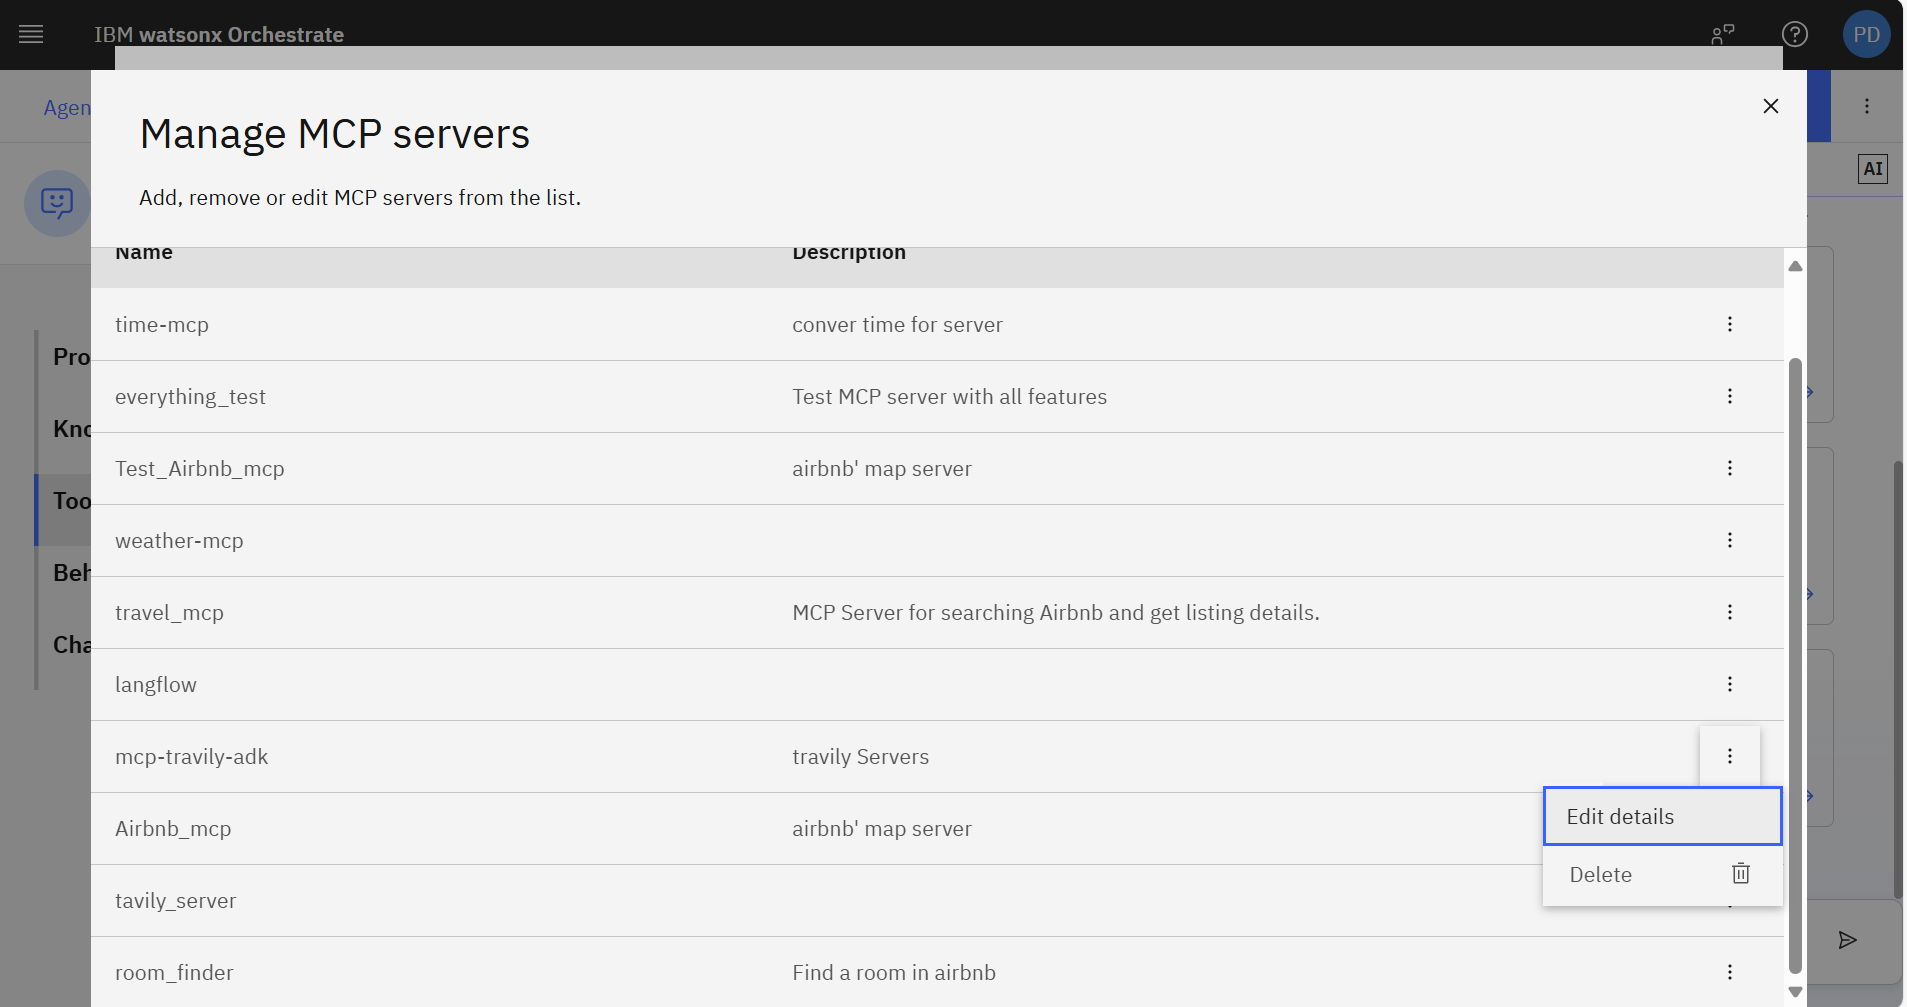 IBM watsonx Orchestrate
PD
Agen
AI
Manage MCP servers
Add, remove or edit MCP servers from the list.
Name Description
time-mcp conver time for server
Pro
everything_test Test MCP server with all features
Kno
Test_Airbnb_mcp airbnb' map server
Too
weather-mcp
Beh
travel_mcp MCP Server for searching Airbnb and get listing details.
Cha
langflow
mcp-travily-adk travily Servers
Edit details
Airbnb_mcp airbnb' map server
Delete
tavily_server
room_finder Find a room in airbnb